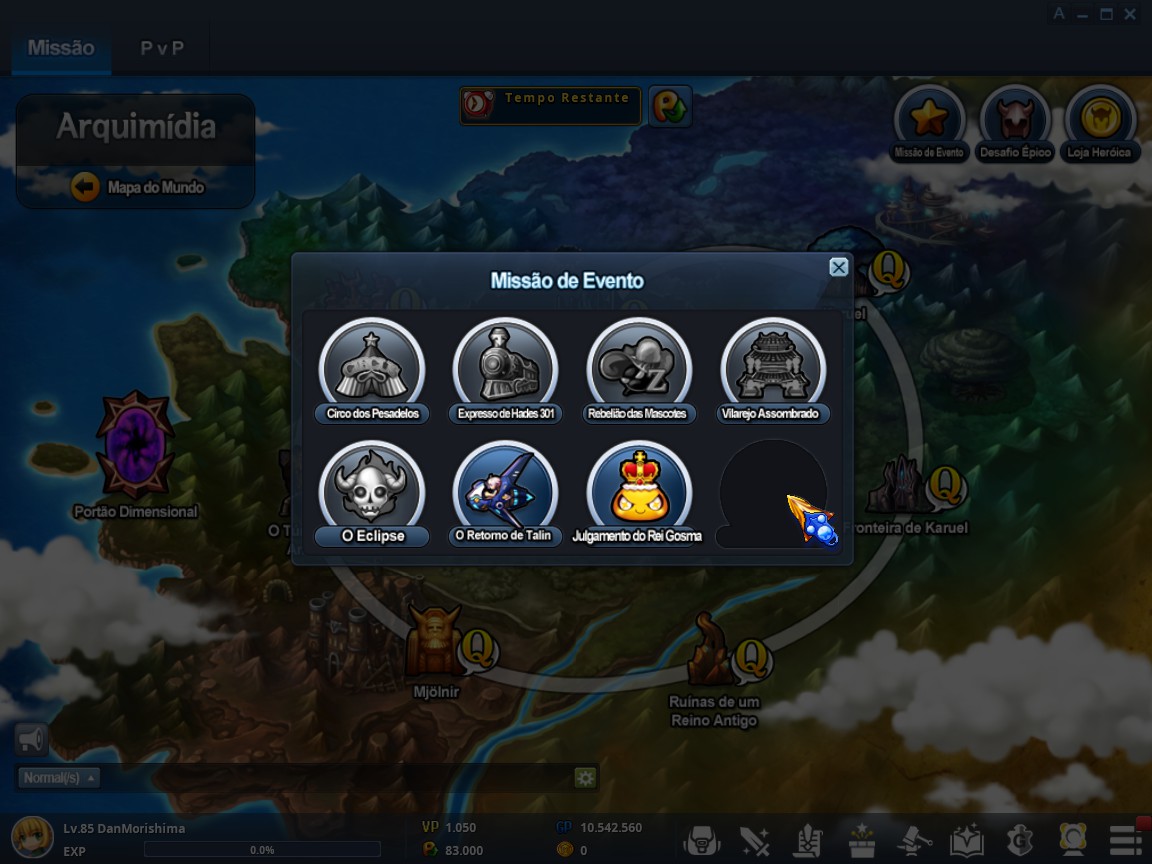 A
Missão
P v P
Tempo Restante
Arquimídia
Mapa do Mundo
Missão de Evento
Desafio Épico
Loja Heróica
Q
Missão de Evento
Circo dos Pesadelos
Expresso de Hades 301
Rebelião das Mascotes
Vilarejo Assombrado
O Eclipse
O Retorno de Talin
Julgamento do Rei Gosma
Portão Dimensional
Q
Fronteira de Karuel
Q
Mjölnir
Q
Ruínas de um
Reino Antigo
Normal(/s)
Lv.85 DanMorishima
EXP
0.0%
VP 1.050
GP 10.542.560
83.000
0